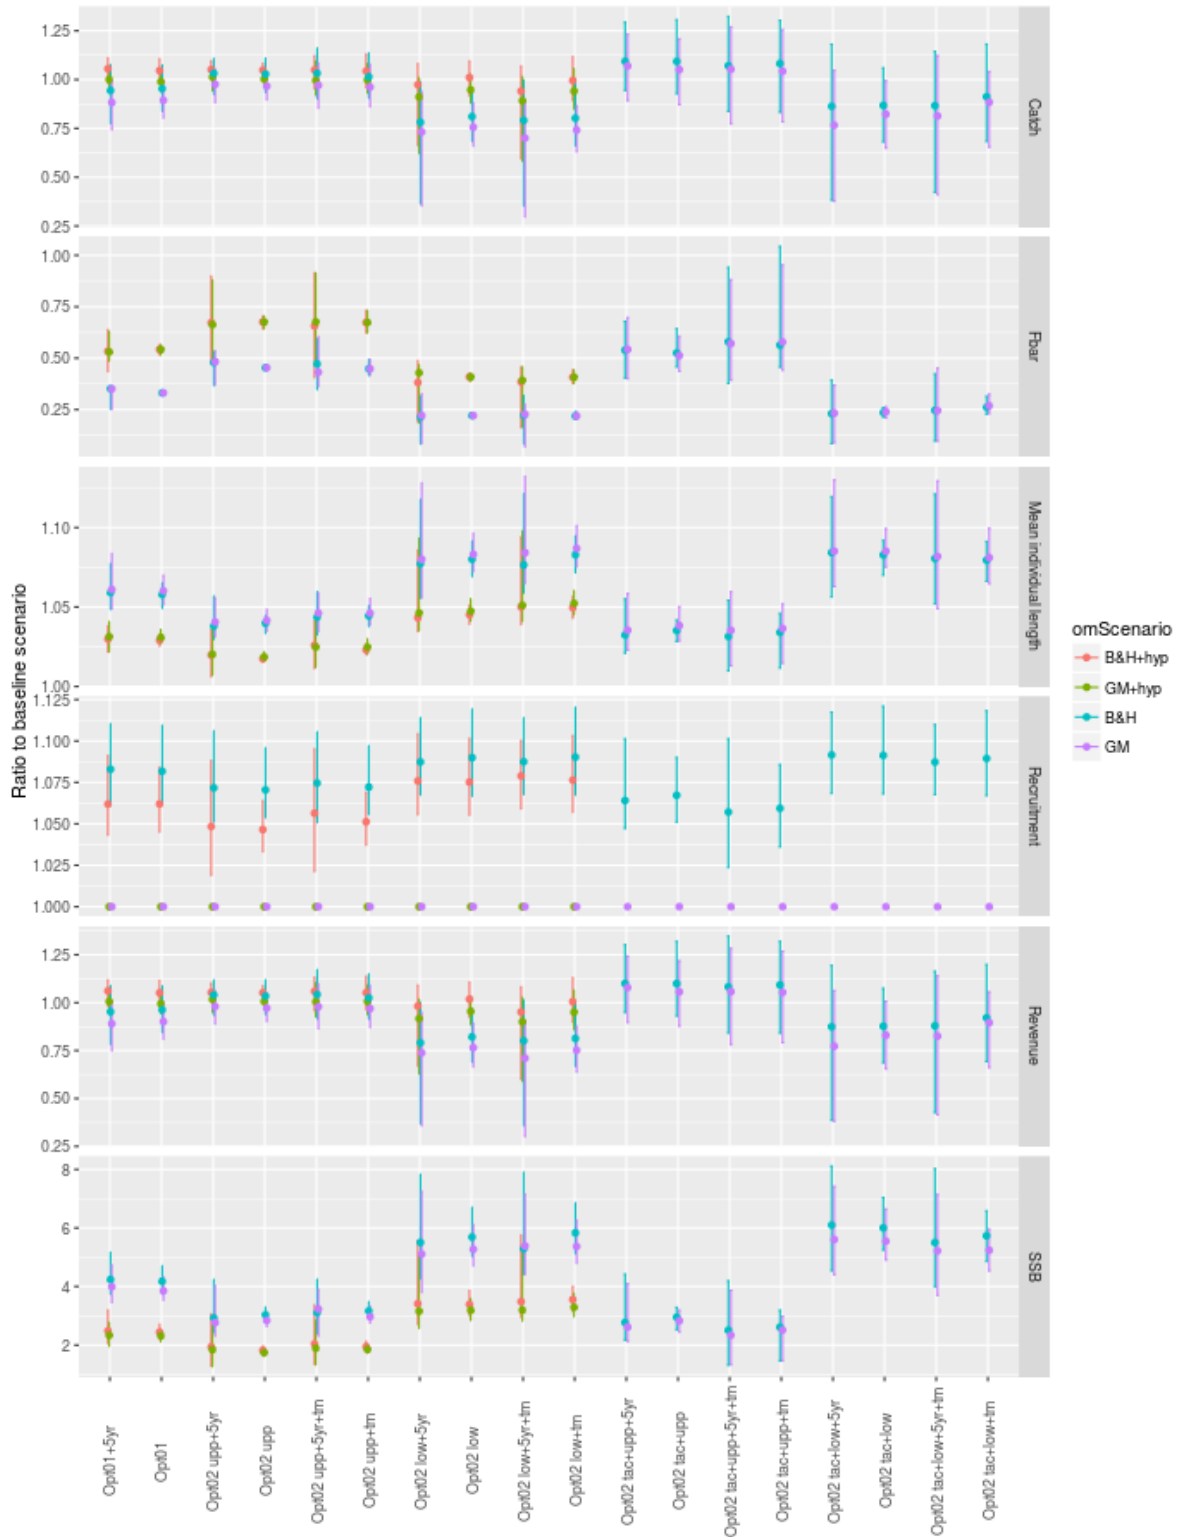 Ratio to baseline scenario
1.25
1.00
0.75
0.50
0.25
Catch
1.00
0.75
0.50
0.25
Fbar
1.10
1.05
1.00
Mean individual length
1.125
1.100
1.075
1.050
1.025
1.000
Recruitment
1.25
1.00
0.75
0.50
0.25
Revenue
8
6
4
2
SSB
Opt01+5yr
Opt01
Opt02 upp+5yr
Opt02 upp
Opt02 upp+5yr+tm
Opt02 upp+tm
Opt02 low+5yr
Opt02 low
Opt02 low+5yr+tm
Opt02 low+tm
Opt02 tac+upp+5yr
Opt02 tac+upp
Opt02 tac+upp+5yr+tm
Opt02 tac+upp+tm
Opt02 tac+low+5yr
Opt02 tac+low
Opt02 tac+low+5yr+tm
Opt02 tac+low+tm
omScenario
B&H+hyp
GM+hyp
B&H
GM